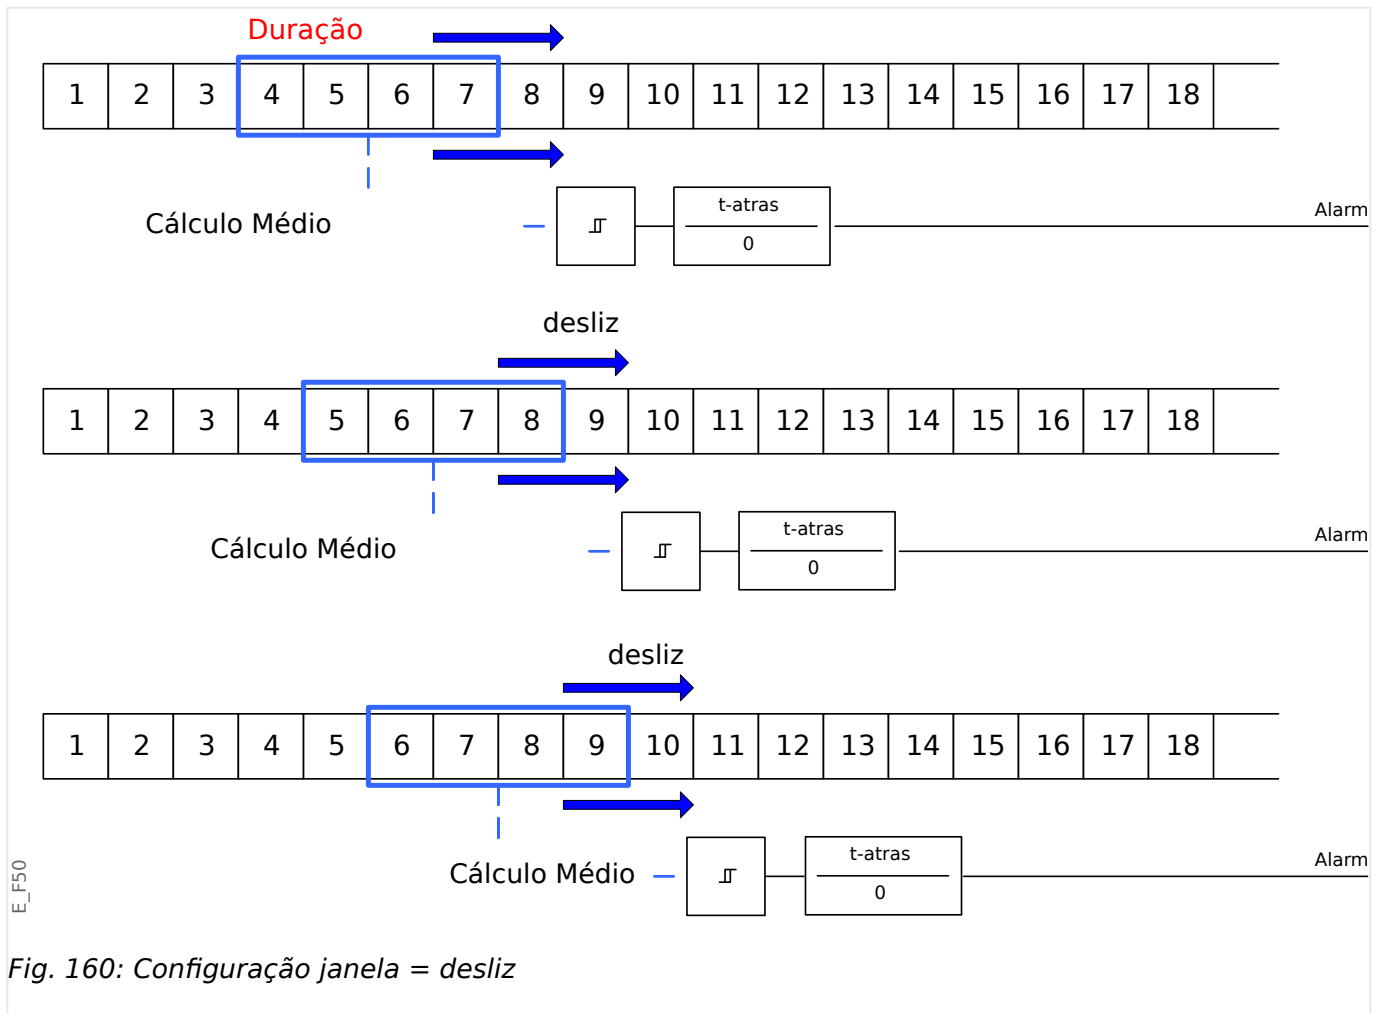 Duração
1 2 3 4 5 6 7 8 9 10 11 12 13 14 15 16 17 18
Cálculo Médio
t-atras
0
Alarm
desliz
1 2 3 4 5 6 7 8 9 10 11 12 13 14 15 16 17 18
Cálculo Médio
t-atras
0
Alarm
desliz
1 2 3 4 5 6 7 8 9 10 11 12 13 14 15 16 17 18
Cálculo Médio
t-atras
0
Alarm
E_F50
Fig. 160: Configuração janela = desliz